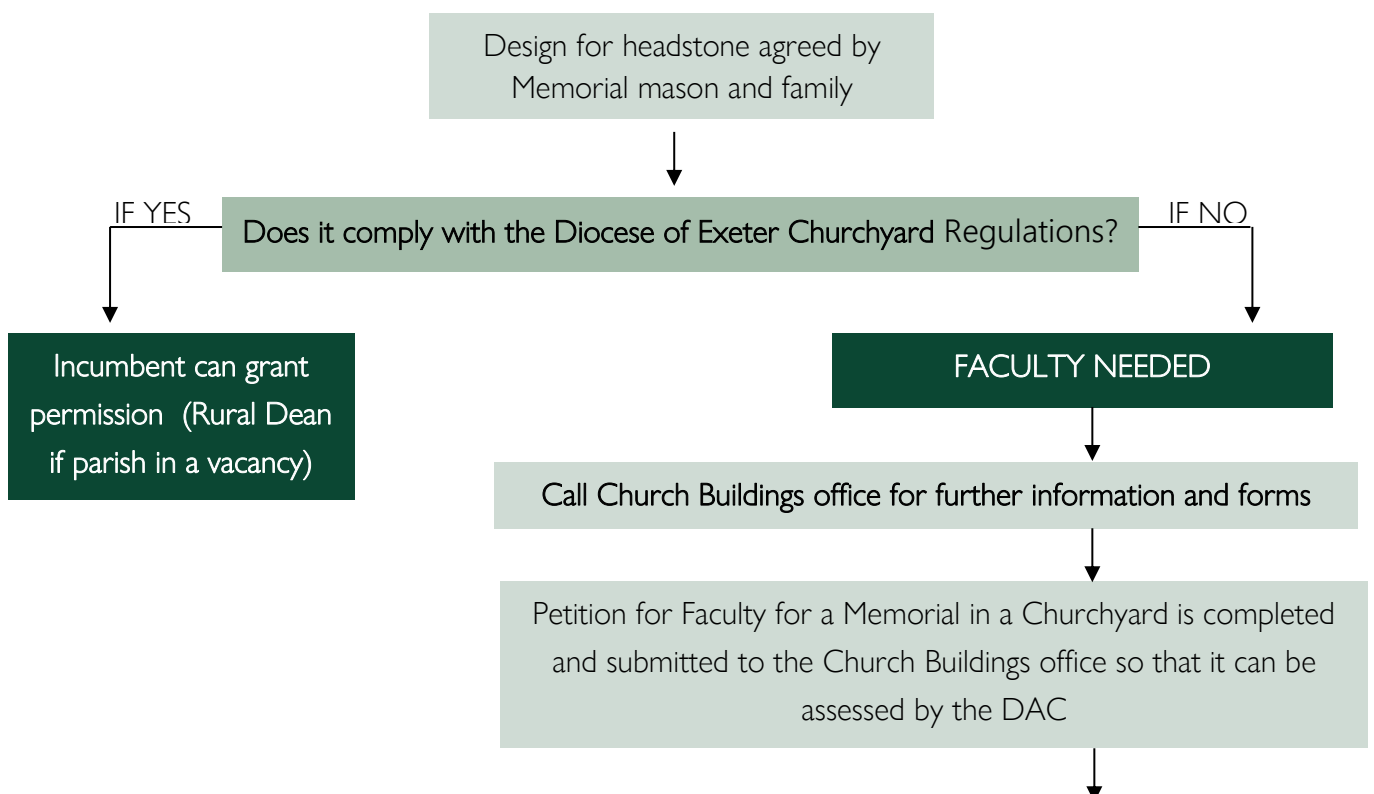 Design for headstone agreed by
Memorial mason and family
IF YES
Does it comply with the Diocese of Exeter Churchyard Regulations?
IF NO
Incumbent can grant
permission (Rural Dean
if parish in a vacancy)
FACULTY NEEDED
Call Church Buildings office for further information and forms
Petition for Faculty for a Memorial in a Churchyard is completed
and submitted to the Church Buildings office so that it can be
assessed by the DAC